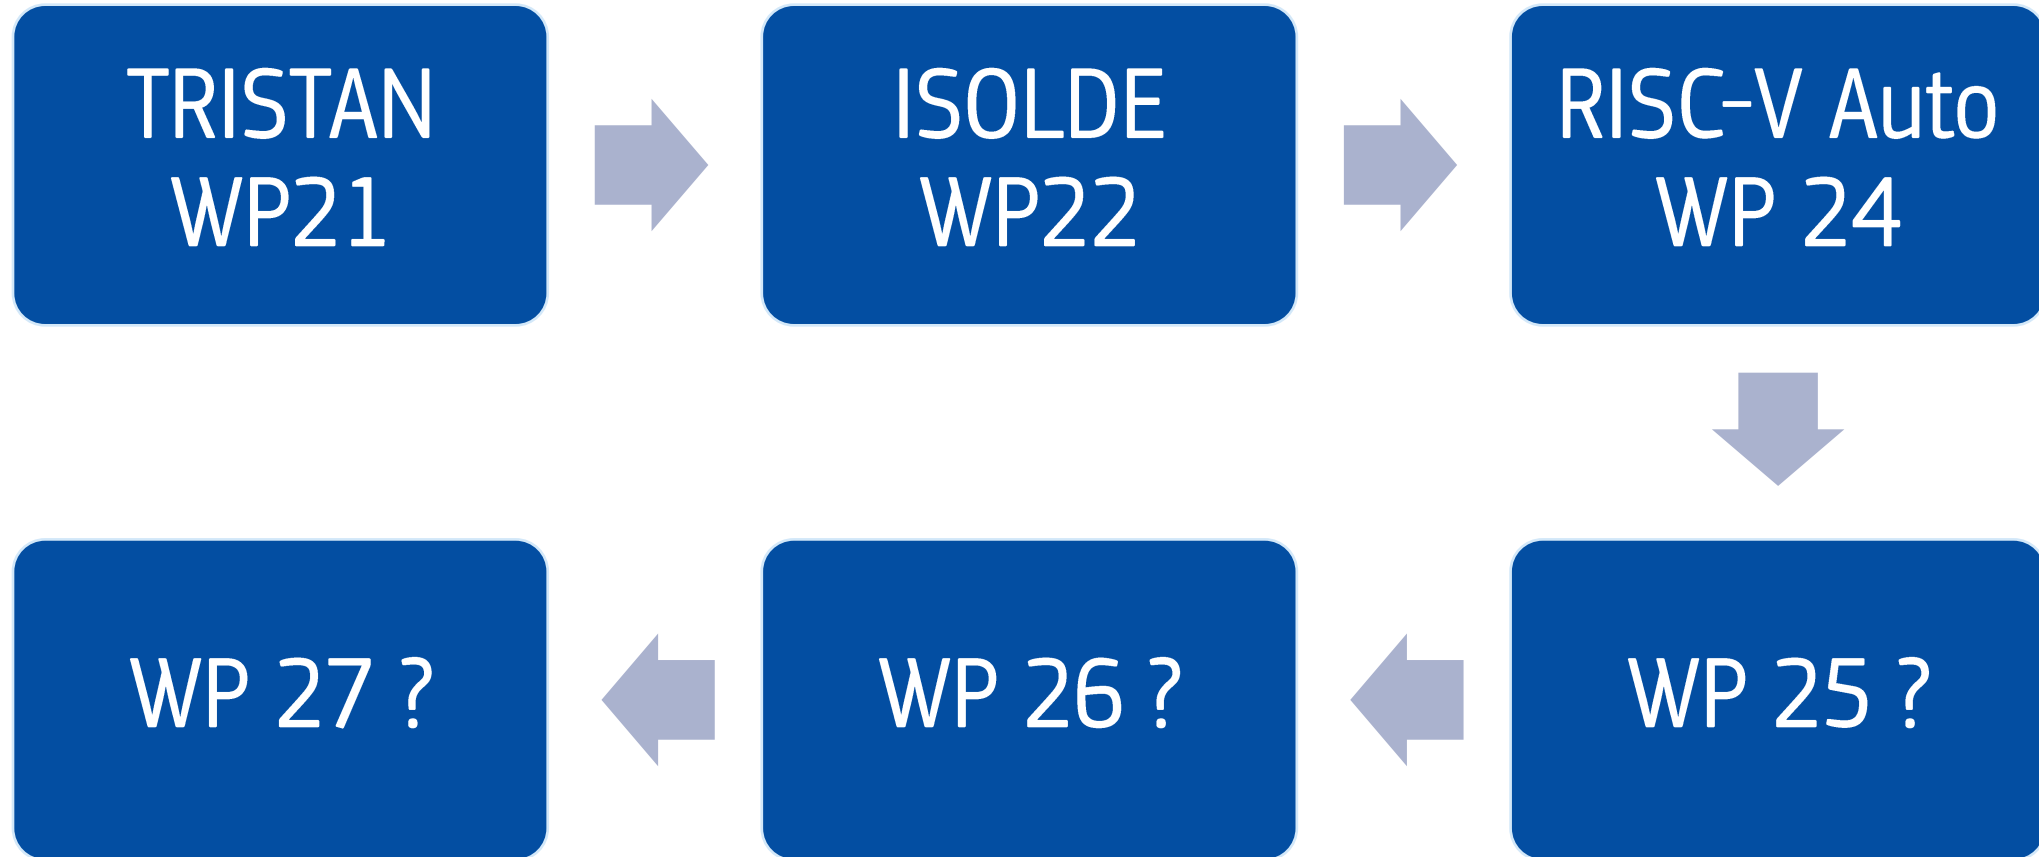 TRISTAN
WP21
ISOLDE
WP22
RISC-V Auto
WP 24
WP 25 ?
WP 26 ?
WP 27 ?